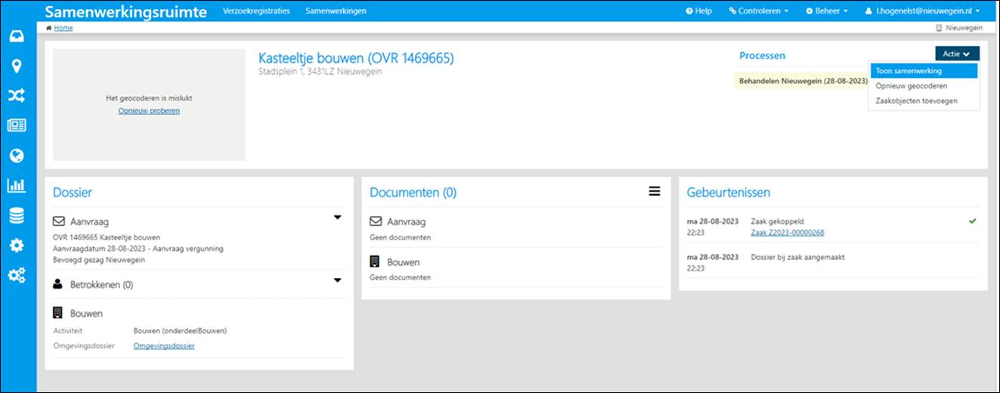 Samenwerkingsruimte Verzoekregistraties Samenwerkingen Help Controleren Beheer l.hogenelst@nieuwegein.nl
Home Nieuwegein
Het geocoderen is mislukt
Opnieuw proberen
Kasteeltje bouwen (OVR 1469665)
Stadsplein 1, 3431LZ Nieuwegein
Processen
Behandelen Nieuwegein (28-08-2023)
Actie
Toon samenwerking
Opnieuw geocoderen
Zaakobjecten toevoegen
Dossier
Aanvraag
OVR 1469665 Kasteeltje bouwen
Aanvraagdatum 28-08-2023 - Aanvraag vergunning
Bevoegd gezag Nieuwegein
Betrokkenen (0)
Bouwen
Activiteit Bouwen (onderdeelBouwen)
Omgevingsdossier Omgevingsdossier
Documenten (0)
Aanvraag
Geen documenten
Bouwen
Geen documenten
Gebeurtenissen
ma 28-08-2023 Zaak gekoppeld
22:23 Zaak Z2023-00000268
ma 28-08-2023 Dossier bij zaak aangemaakt
22:23